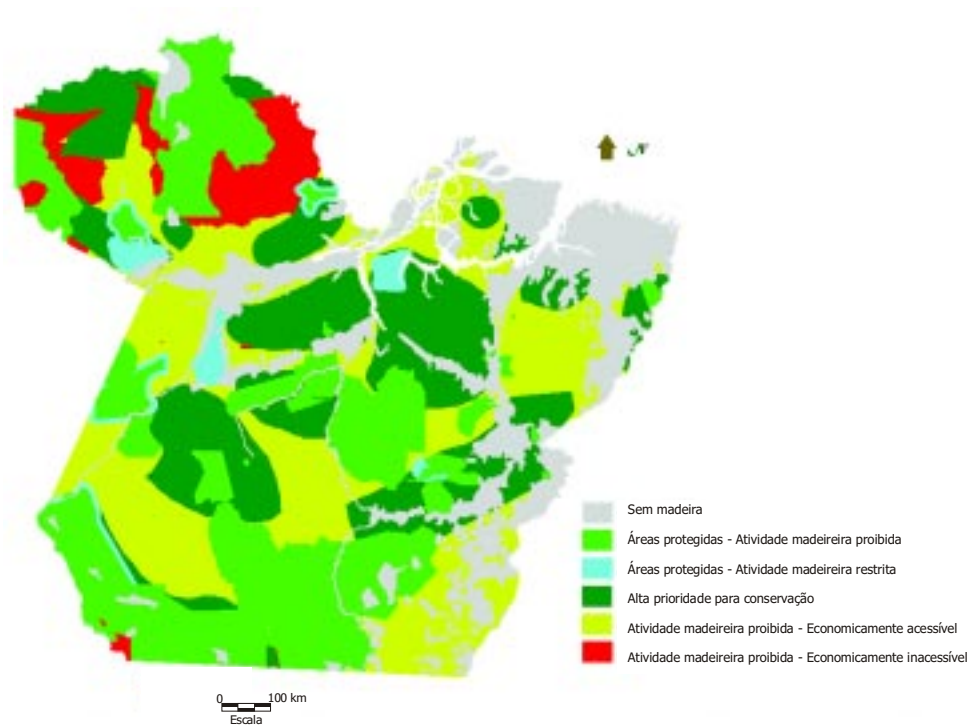 N
Sem madeira
Áreas protegidas - Atividade madeireira proibida
Áreas protegidas - Atividade madeireira restrita
Alta prioridade para conservação
Atividade madeireira proibida - Economicamente acessível
Atividade madeireira proibida - Economicamente inacessível
0 100 km
Escala